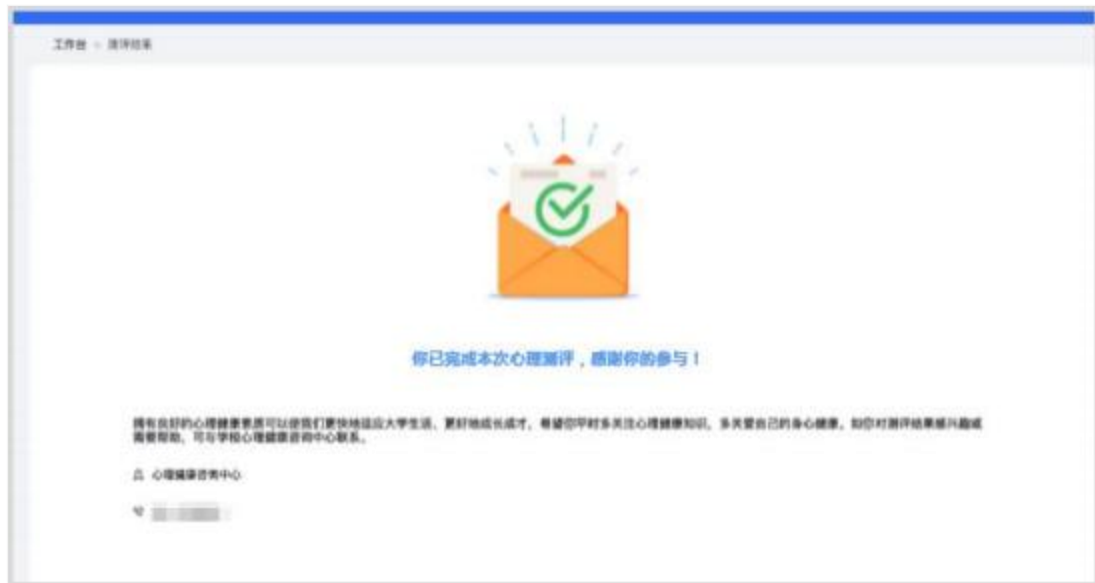 工作台 > 测评结果
你已完成本次心理测评，感谢你的参与！
拥有良好的心理健康素质可以使我们更快地适应大学生活、更好地成长成才，希望您平时多关注心理健康知识，多关爱自己的身心健康，如你对测评结果感兴趣或
需要帮助，可与学校心理健康咨询中心联系。
心理健康咨询中心